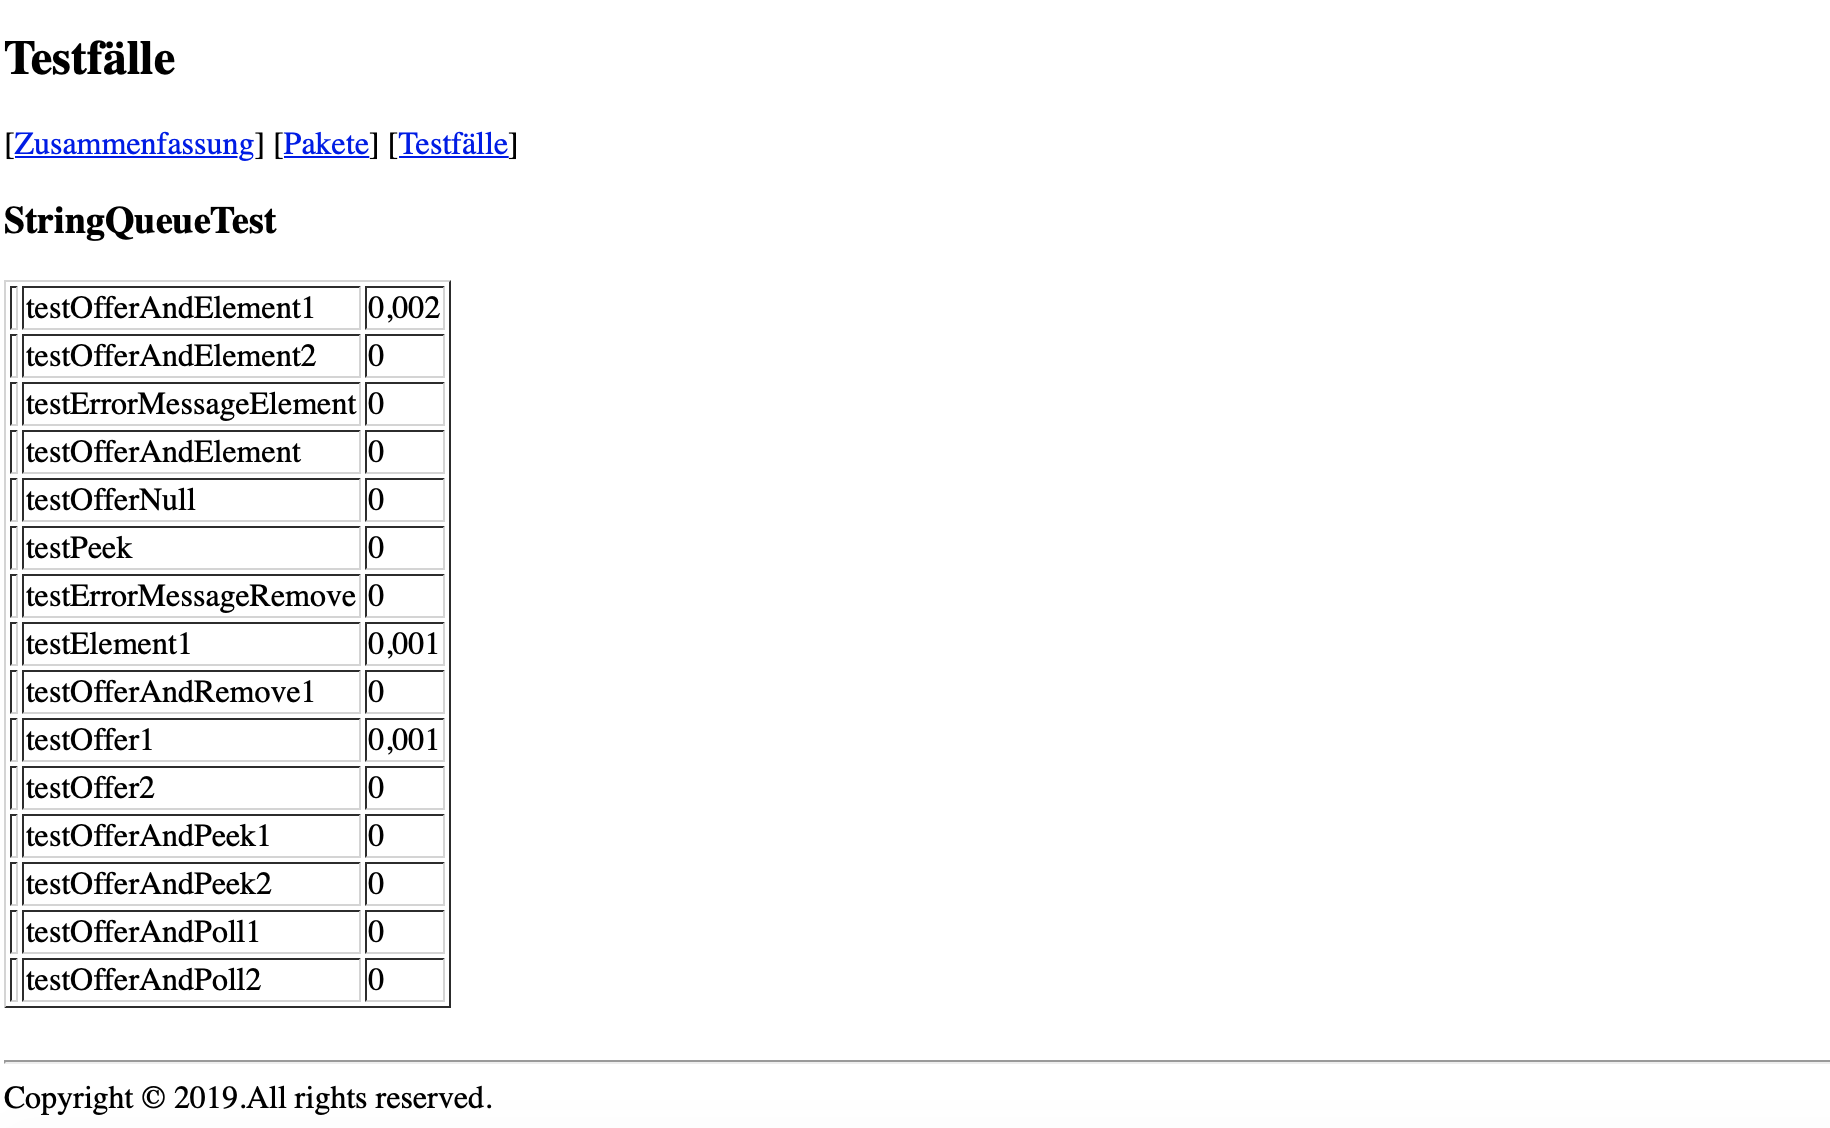 Testfälle
[Zusammenfassung] [Pakete] [Testfälle]
StringQueueTest
testOfferAndElement1 0,002
testOfferAndElement2 0
testErrorMessageElement 0
testOfferAndElement 0
testOfferNull 0
testPeek 0
testErrorMessageRemove 0
testElement1 0,001
testOfferAndRemove1 0
testOffer1 0,001
testOffer2 0
testOfferAndPeek1 0
testOfferAndPeek2 0
testOfferAndPoll1 0
testOfferAndPoll2 0
Copyright © 2019.All rights reserved.